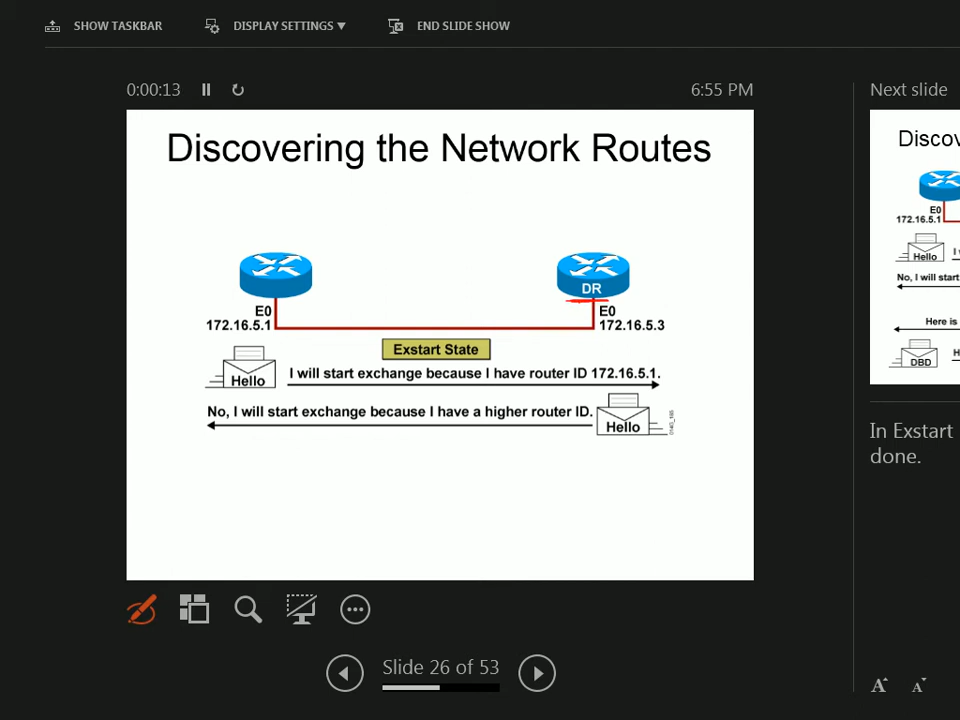 SHOW TASKBAR DISPLAY SETTINGS ▼ END SLIDE SHOW
0:00:13 6:55 PM Next slide
Discovering the Network Routes
DR
E0 E0
172.16.5.1 172.16.5.3
Exstart State
Hello I will start exchange because I have router ID 172.16.5.1.
No, I will start exchange because I have a higher router ID. Hello
Slide 26 of 53
Discov
E0
172.16.5.1
Hello
No, I will start
Here is
DBD
In Exstart
done.
A A